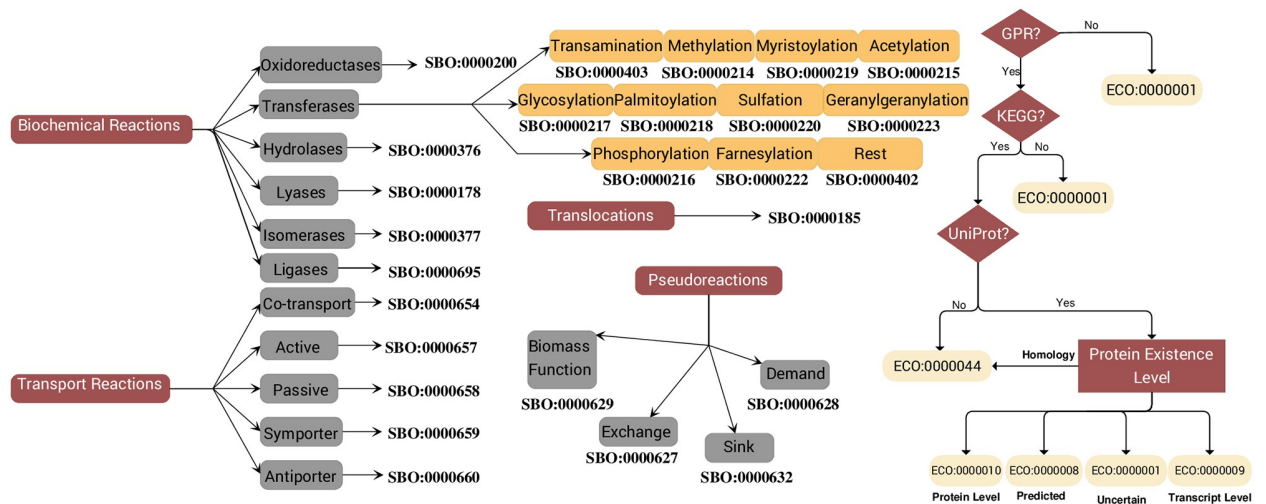 Biochemical Reactions
Oxidoreductases
SBO:0000200
Transferases
Hydrolases
SBO:0000376
Lyases
SBO:0000178
Isomerases
SBO:0000377
Ligases
SBO:0000695
Transamination Methylation Myristoylation Acetylation
SBO:0000403 SBO:0000214 SBO:0000219 SBO:0000215
Glycosylation Palmitoylation Sulfation Geranylgeranylation
SBO:0000217 SBO:0000218 SBO:0000220 SBO:0000223
Phosphorylation Farnesylation Rest
SBO:0000216 SBO:0000222 SBO:0000402
Translocations
SBO:0000185
Transport Reactions
Co-transport
SBO:0000654
Active
SBO:0000657
Passive
SBO:0000658
Symporter
SBO:0000659
Antiporter
SBO:0000660
Pseudoreactions
Biomass
Function
SBO:0000629
Exchange
SBO:0000627
Sink
SBO:0000632
Demand
SBO:0000628
GPR?
No
ECO:0000001
Yes
KEGG?
Yes
No
ECO:0000001
UniProt?
No
Yes
ECO:0000044
Homology
Protein Existence
Level
ECO:0000010 ECO:0000008 ECO:0000001 ECO:0000009
Protein Level Predicted Uncertain Transcript Level